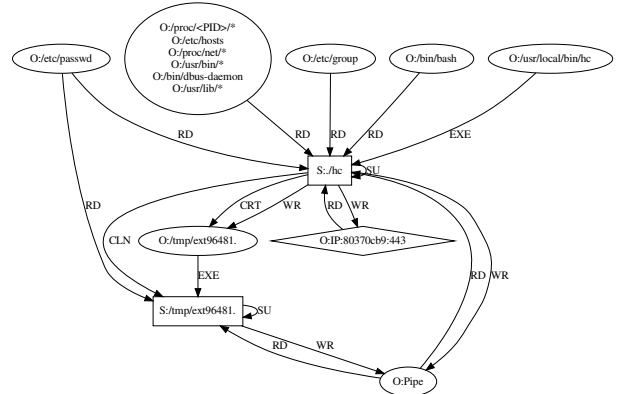 O:/proc/<PID>/*
O:/etc/hosts
O:/proc/net/*
O:/usr/bin/*
O:/bin/dbus-daemon
O:/usr/lib/*
O:/etc/passwd
O:/etc/group
O:/bin/bash
O:/usr/local/bin/hc
RD
RD
RD
RD
EXE
S:./hc
SU
RD
CLN
CRT
WR
RD
WR
O:/tmp/ext96481.
O:IP:80370cb9:443
EXE
RD
WR
S:/tmp/ext96481.
SU
RD
WR
O:Pipe